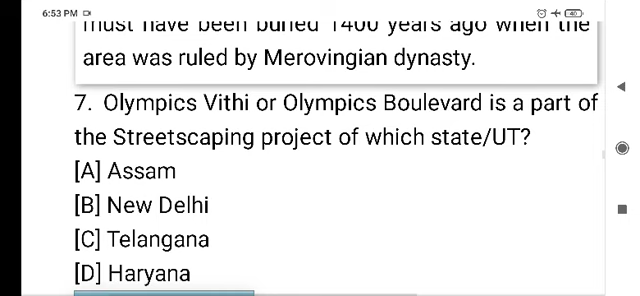 6:53 PM
40
must have been buried 1400 years ago when the
area was ruled by Merovingian dynasty.
7. Olympics Vithi or Olympics Boulevard is a part of
the Streetscaping project of which state/UT?
[A] Assam
[B] New Delhi
[C] Telangana
[D] Haryana